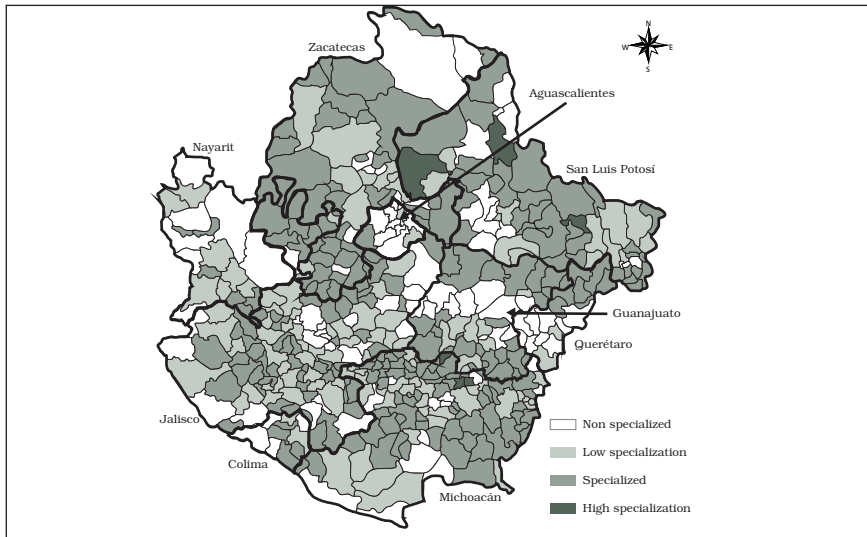 N
W E
S
Zacatecas
Aguascalientes
Nayarit
San Luis Potosí
Guanajuato
Querétaro
Jalisco
Colima
Michoacán
Non specialized
Low specialization
Specialized
High specialization